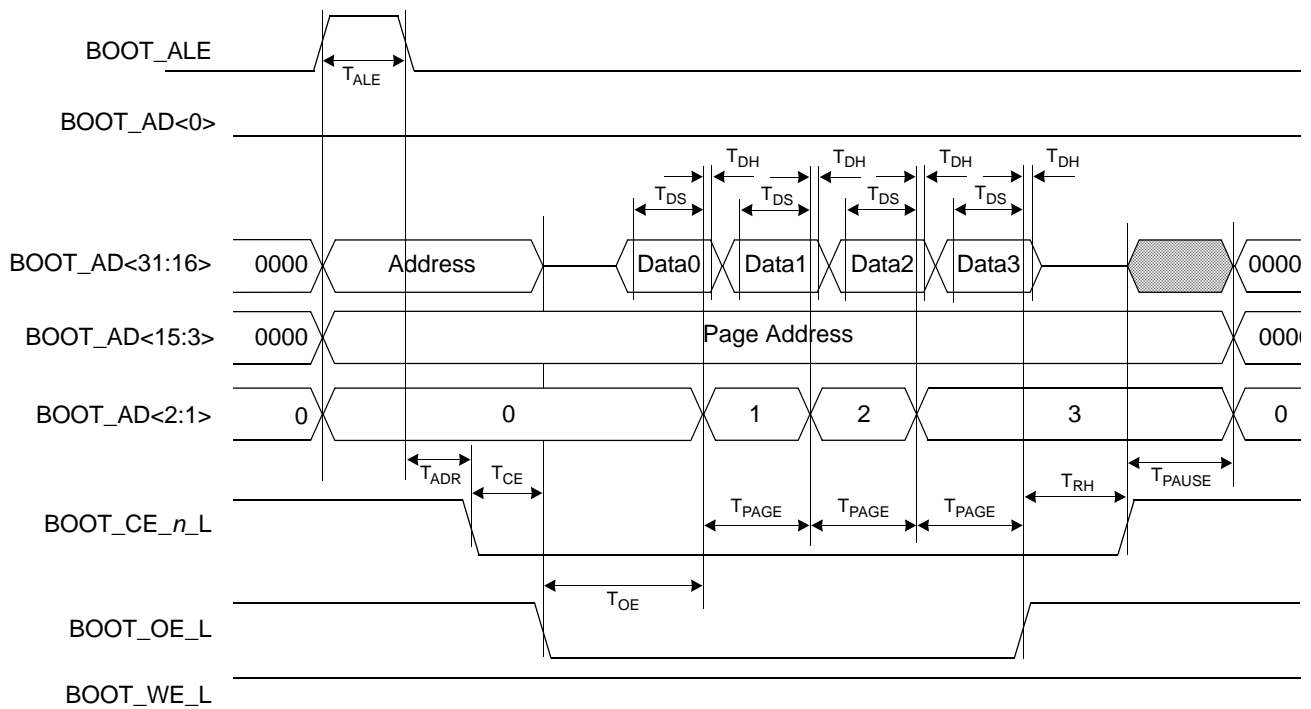 BOOT_ALE
T_ALE
BOOT_AD<0>
T_DH T_DH T_DH T_DH
T_DS T_DS T_DS T_DS
BOOT_AD<31:16> 0000 Address Data0 Data1 Data2 Data3 0000
BOOT_AD<15:3> 0000 Page Address 0000
BOOT_AD<2:1> 0 0 1 2 3 0
T_ADR T_CE T_RH T_PAUSE
BOOT_CE_n_L T_PAGE T_PAGE T_PAGE
T_OE
BOOT_OE_L
BOOT_WE_L